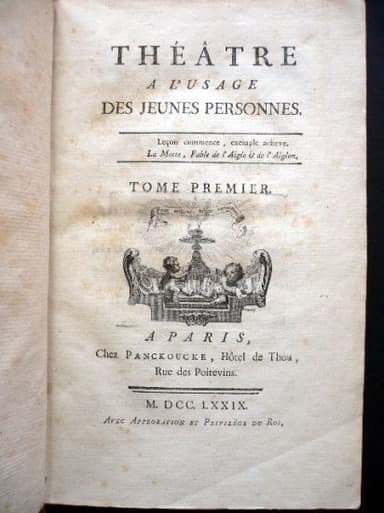 THÉÂTRE
A L'USAGE
DES JEUNES PERSONNES.
Leçon commence, exemple acheve.
La Motte, Fable de l'Aigle & de l'Aiglon.
TOME PREMIER.
A PARIS,
Chez PANCKOUCKE, Hôtel de Thou,
Rue des Poitevins.
M. DCC. LXXIX.
AVEC APPROBATION ET PRIVILÉGE DU ROI,